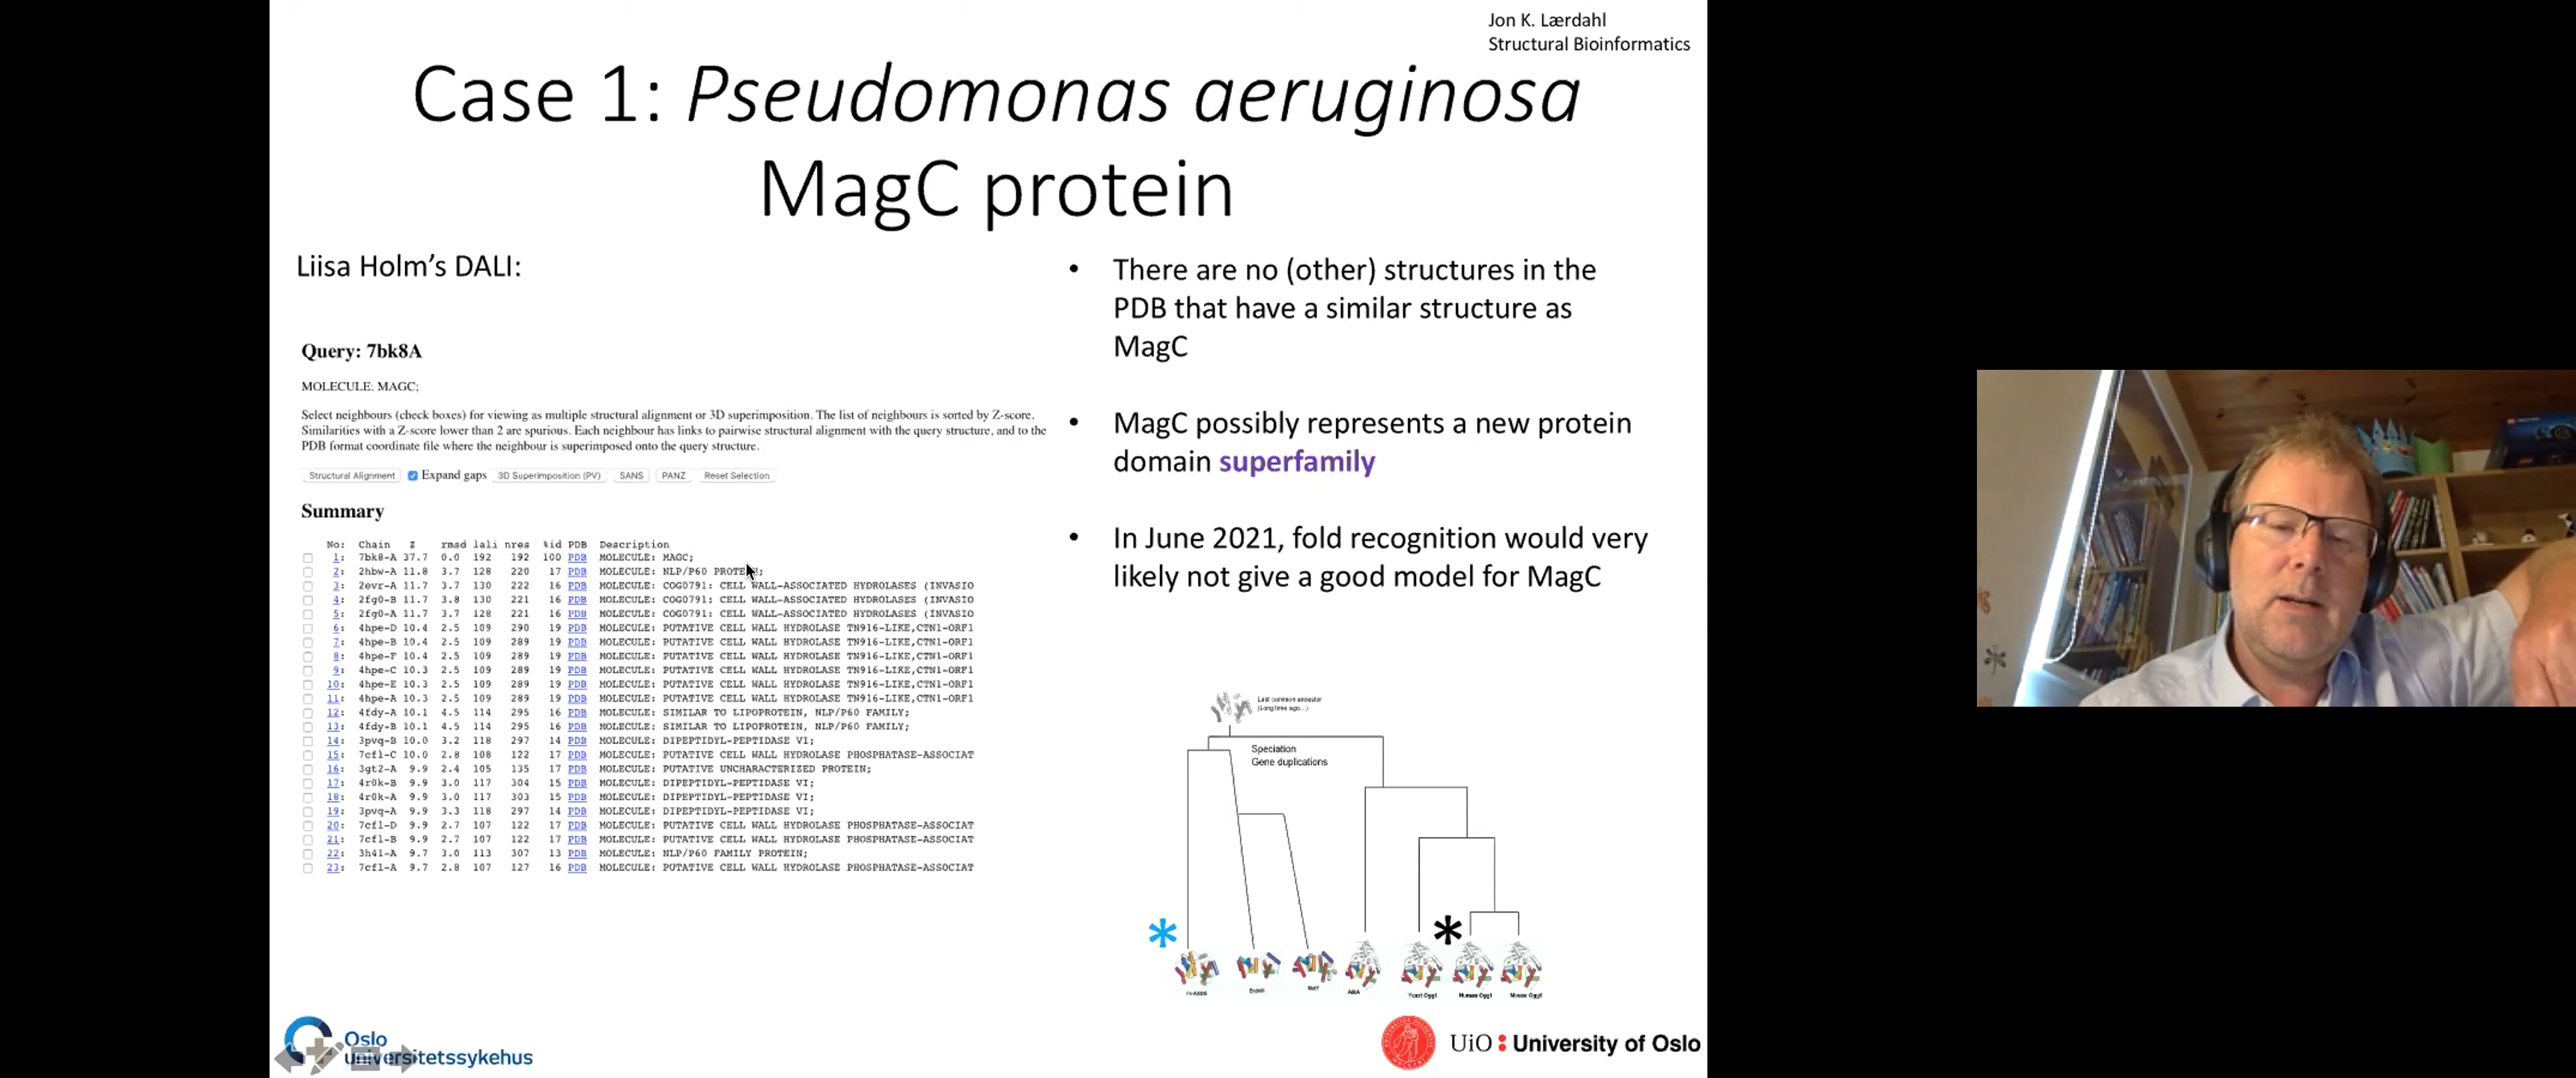 Jon K. Lærdahl
Structural Bioinformatics
Case 1: Pseudomonas aeruginosa
MagC protein
Liisa Holm’s DALI:
Query: 7bk8A
MOLECULE: MAGC;
Select neighbours (check boxes) for viewing as multiple structural alignment or 3D superimposition. The list of neighbours is sorted by Z-score.
Similarities with a Z-score lower than 2 are spurious. Each neighbour has links to pairwise structural alignment with the query structure, and to the
PDB format coordinate file where the neighbour is superimposed onto the query structure.
Structural Alignment Expand gaps 3D Superimposition (PV) SANS PANZ Reset Selection
Summary
No: Chain Z rmsd lali nres %id PDB Description
1: 7bk8-A 37.7 0.0 192 192 100 PDB MOLECULE: MAGC;
2: 2hbw-A 11.8 3.7 128 220 17 PDB MOLECULE: NLP/P60 PROTEIN;
3: 2evr-A 11.7 3.7 130 222 16 PDB MOLECULE: COG0791: CELL WALL-ASSOCIATED HYDROLASES (INVASIO
4: 2fg0-B 11.7 3.8 130 221 16 PDB MOLECULE: COG0791: CELL WALL-ASSOCIATED HYDROLASES (INVASIO
5: 2fg0-A 11.7 3.7 128 221 16 PDB MOLECULE: COG0791: CELL WALL-ASSOCIATED HYDROLASES (INVASIO
6: 4hpe-D 10.4 2.5 109 290 19 PDB MOLECULE: PUTATIVE CELL WALL HYDROLASE TN916-LIKE,CTN1-ORF1
7: 4hpe-B 10.4 2.5 109 289 19 PDB MOLECULE: PUTATIVE CELL WALL HYDROLASE TN916-LIKE,CTN1-ORF1
8: 4hpe-F 10.4 2.5 109 289 19 PDB MOLECULE: PUTATIVE CELL WALL HYDROLASE TN916-LIKE,CTN1-ORF1
9: 4hpe-C 10.3 2.5 109 289 19 PDB MOLECULE: PUTATIVE CELL WALL HYDROLASE TN916-LIKE,CTN1-ORF1
10: 4hpe-E 10.3 2.5 109 289 19 PDB MOLECULE: PUTATIVE CELL WALL HYDROLASE TN916-LIKE,CTN1-ORF1
11: 4hpe-A 10.3 2.5 109 289 19 PDB MOLECULE: PUTATIVE CELL WALL HYDROLASE TN916-LIKE,CTN1-ORF1
12: 4fdy-A 10.1 4.5 114 295 16 PDB MOLECULE: SIMILAR TO LIPOPROTEIN, NLP/P60 FAMILY;
13: 4fdy-B 10.1 4.5 114 295 16 PDB MOLECULE: SIMILAR TO LIPOPROTEIN, NLP/P60 FAMILY;
14: 3pvq-B 10.0 3.2 118 297 14 PDB MOLECULE: DIPEPTIDYL-PEPTIDASE VI;
15: 7cfl-C 10.0 2.8 108 122 17 PDB MOLECULE: PUTATIVE CELL WALL HYDROLASE PHOSPHATASE-ASSOCIAT
16: 3gt2-A 9.9 2.4 105 135 17 PDB MOLECULE: PUTATIVE UNCHARACTERIZED PROTEIN;
17: 4r0k-B 9.9 3.0 117 304 15 PDB MOLECULE: DIPEPTIDYL-PEPTIDASE VI;
18: 4r0k-A 9.9 3.0 117 303 15 PDB MOLECULE: DIPEPTIDYL-PEPTIDASE VI;
19: 3pvq-A 9.9 3.3 118 297 14 PDB MOLECULE: DIPEPTIDYL-PEPTIDASE VI;
20: 7cfl-D 9.9 2.7 107 122 17 PDB MOLECULE: PUTATIVE CELL WALL HYDROLASE PHOSPHATASE-ASSOCIAT
21: 7cfl-B 9.9 2.7 107 122 17 PDB MOLECULE: PUTATIVE CELL WALL HYDROLASE PHOSPHATASE-ASSOCIAT
22: 3h41-A 9.7 3.0 113 307 13 PDB MOLECULE: NLP/P60 FAMILY PROTEIN;
23: 7cfl-A 9.7 2.8 107 127 16 PDB MOLECULE: PUTATIVE CELL WALL HYDROLASE PHOSPHATASE-ASSOCIAT
• There are no (other) structures in the
PDB that have a similar structure as
MagC
• MagC possibly represents a new protein
domain superfamily
• In June 2021, fold recognition would very
likely not give a good model for MagC
Last common ancestor
(Long time ago...)
Speciation
Gene duplications
* *
EndoIII MutY AlkA Yeast Ogg1 Human Ogg1 Mouse Ogg1
Oslo
universitetssykehus
UiO : University of Oslo